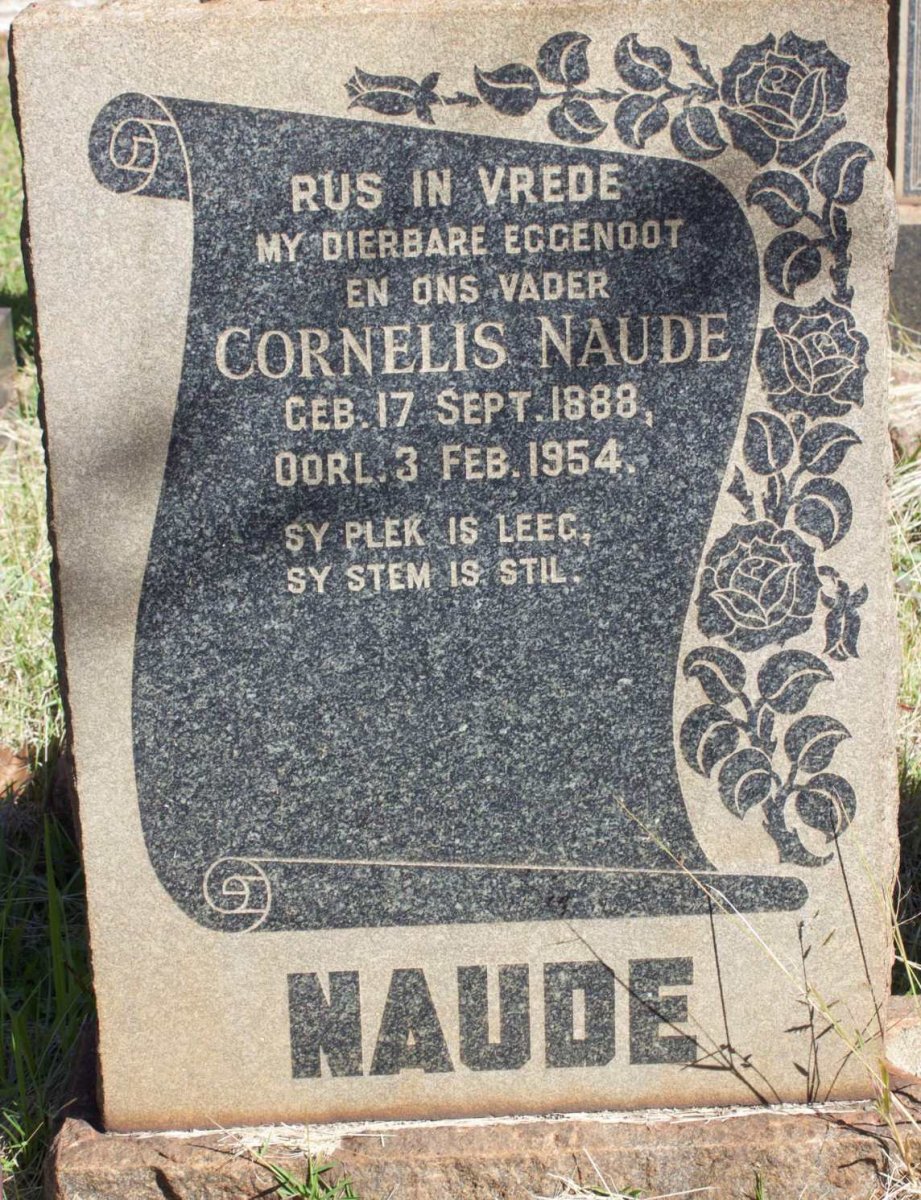 RUS IN VREDE
MY DIERBARE EGGENOOT
EN ONS VADER
CORNELIS NAUDE
GEB. 17 SEPT. 1888,
OORL. 3 FEB. 1954.
SY PLEK IS LEEG,
SY STEM IS STIL.
NAUDE